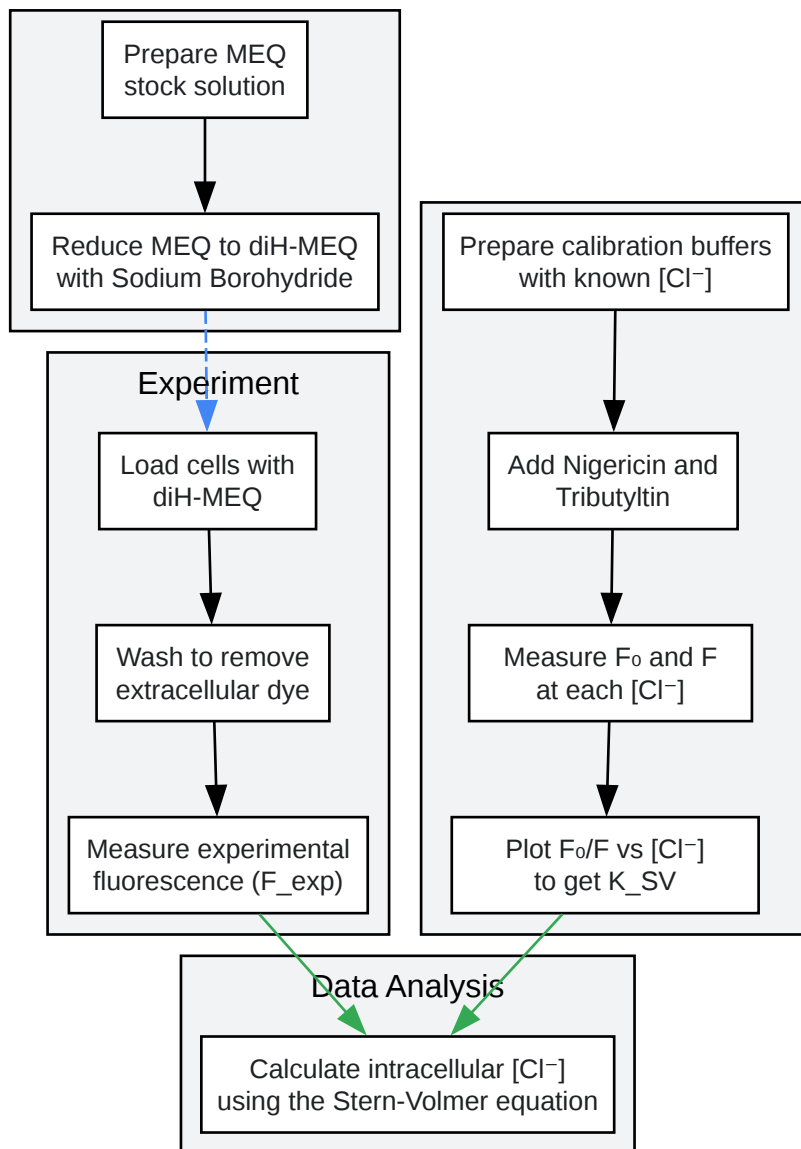 Prepare MEQ
stock solution
Reduce MEQ to diH-MEQ
with Sodium Borohydride
Experiment
Load cells with
diH-MEQ
Wash to remove
extracellular dye
Measure experimental
fluorescence (F_exp)
Prepare calibration buffers
with known [Cl⁻]
Add Nigericin and
Tributyltin
Measure F₀ and F
at each [Cl⁻]
Plot F₀/F vs [Cl⁻]
to get K_SV
Data Analysis
Calculate intracellular [Cl⁻]
using the Stern-Volmer equation